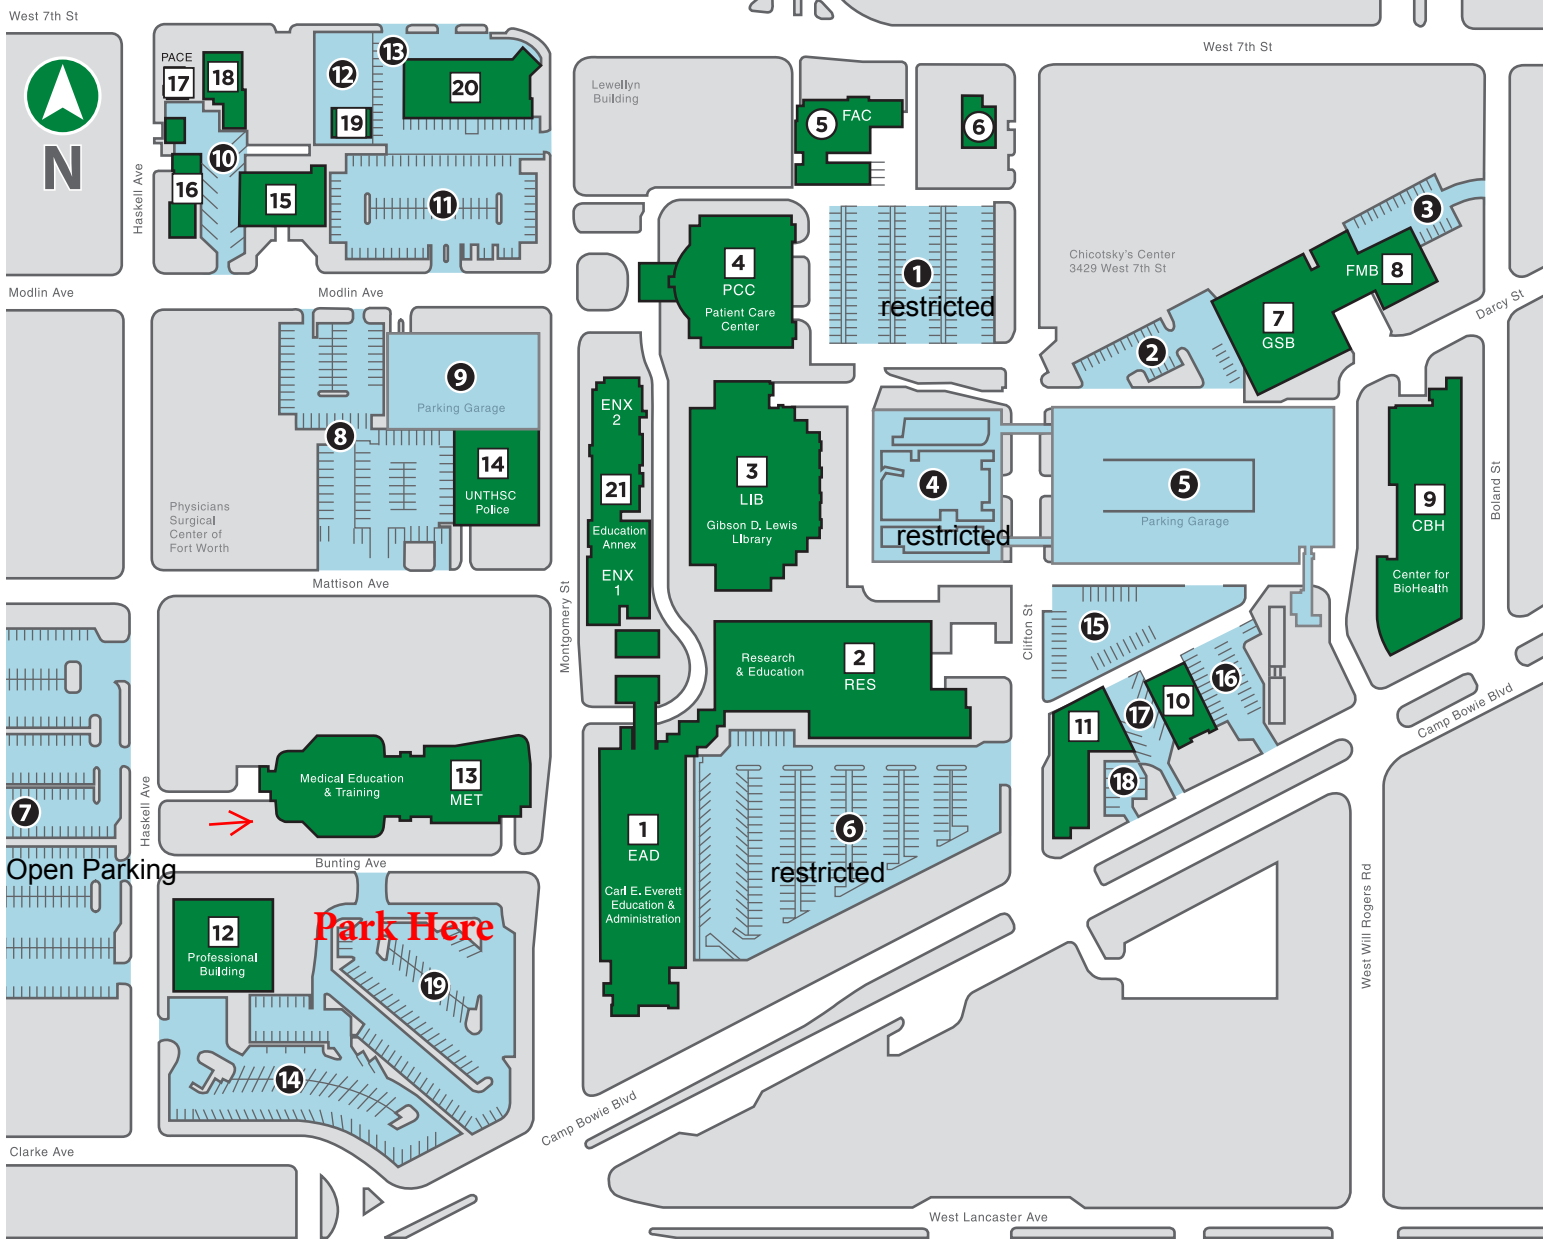 West 7th St
West 7th St
N
PACE
17
18
12
13
19
20
10
16
15
11
Haskell Ave
Modlin Ave
Modlin Ave
Lewellyn
Building
5
FAC
6
4
PCC
Patient Care
Center
1
restricted
Chicotsky's Center
3429 West 7th St
3
FMB
8
7
GSB
2
Darcy St
9
Parking Garage
8
14
UNTHSC
Police
Physicians
Surgical
Center of
Fort Worth
Mattison Ave
ENX
2
21
Education
Annex
ENX
1
3
LIB
Gibson D. Lewis
LIbrary
4
restricted
5
Parking Garage
9
CBH
Center for
BioHealth
Boland St
Montgomery St
Clifton St
15
16
17
10
11
18
Research
& Education
2
RES
Camp Bowie Blvd
Medical Education
& Training
13
MET
Haskell Ave
7
Open Parking
Bunting Ave
1
EAD
Carl E. Everett
Education &
Administration
6
restricted
West Will Rogers Rd
12
Professional
Building
Park Here
19
14
Camp Bowie Blvd
Clarke Ave
West Lancaster Ave